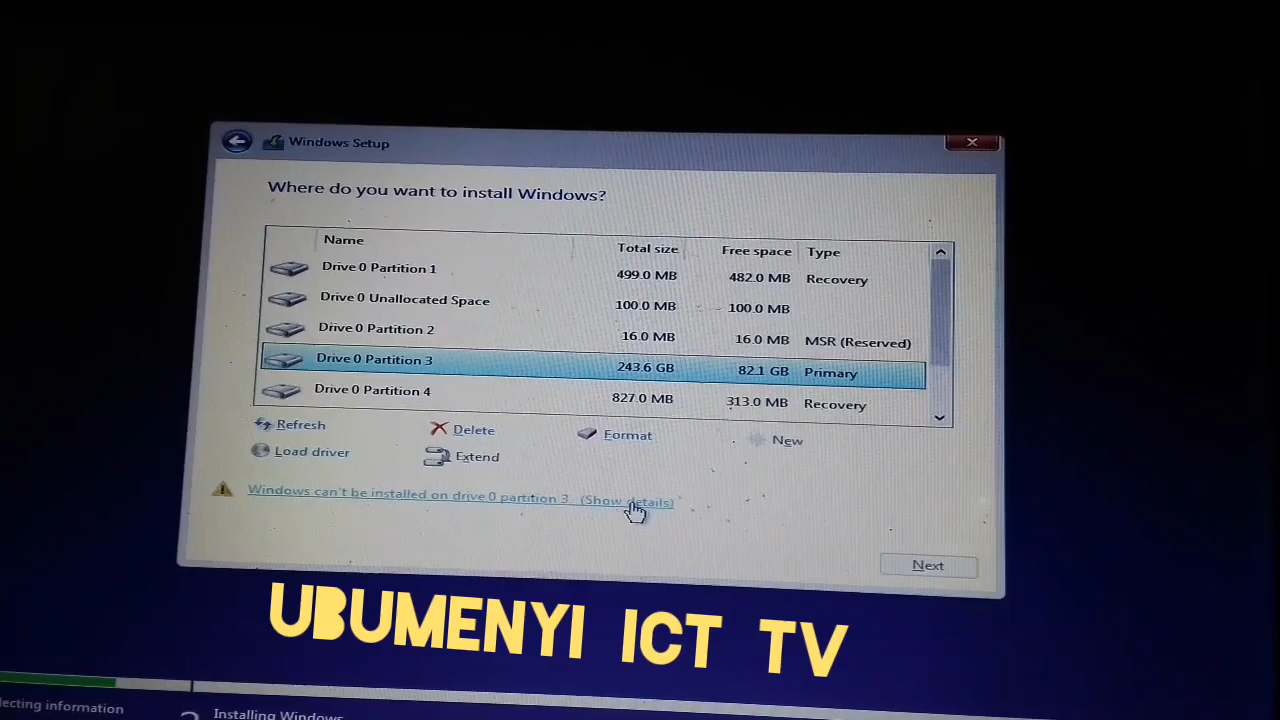 Windows Setup
Where do you want to install Windows?
Name Total size Free space Type
Drive 0 Partition 1 499.0 MB 482.0 MB Recovery
Drive 0 Unallocated Space 100.0 MB 100.0 MB
Drive 0 Partition 2 16.0 MB 16.0 MB MSR (Reserved)
Drive 0 Partition 3 243.6 GB 82.1 GB Primary
Drive 0 Partition 4 827.0 MB 313.0 MB Recovery
Refresh Delete Format New
Load driver Extend
Windows can't be installed on drive 0 partition 3. (Show details)
Next
UBUMENYI ICT TV
lecting information 2 Installing Windows